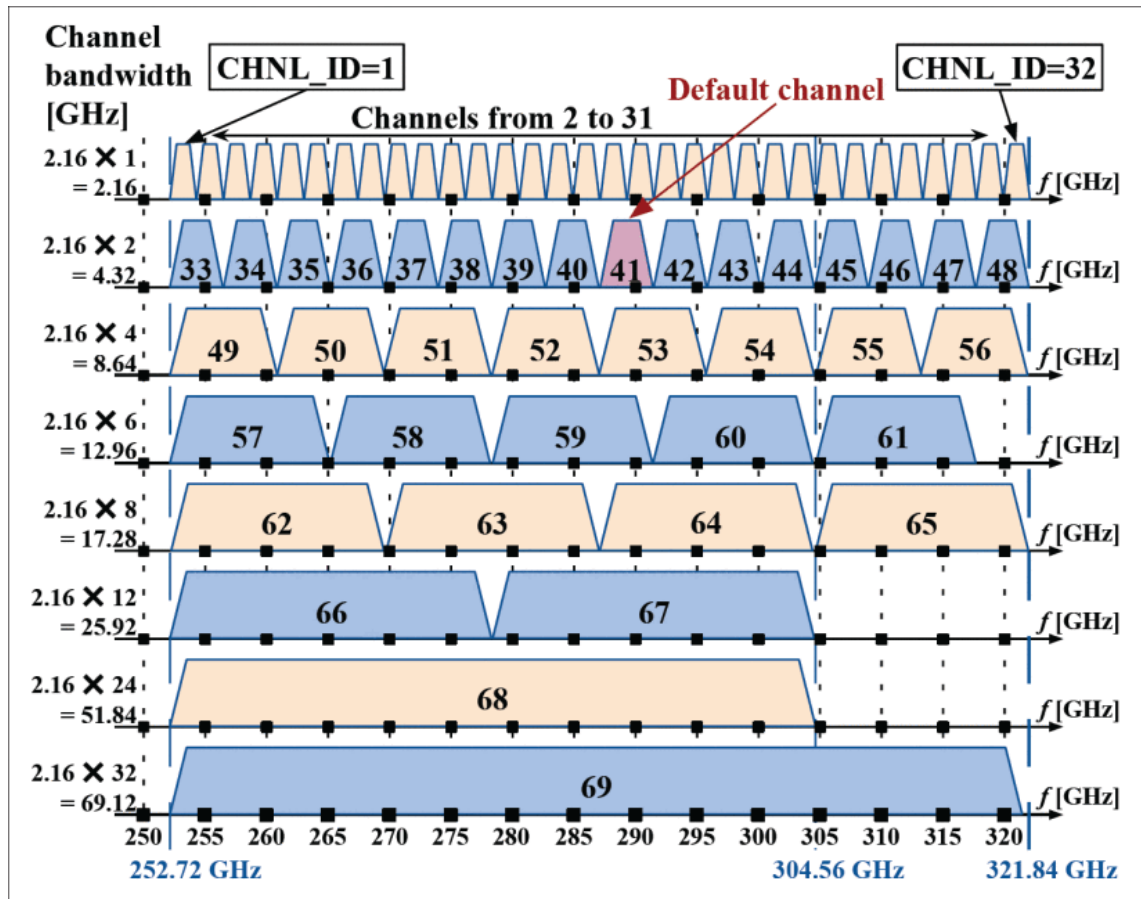 Channel
bandwidth
[GHz]
CHNL_ID=1
CHNL_ID=32
Default channel
Channels from 2 to 31
2.16 × 1
= 2.16
f [GHz]
2.16 × 2
= 4.32
33 34 35 36 37 38 39 40 41 42 43 44 45 46 47 48
f [GHz]
2.16 × 4
= 8.64
49 50 51 52 53 54 55 56
f [GHz]
2.16 × 6
= 12.96
57 58 59 60 61
f [GHz]
2.16 × 8
= 17.28
62 63 64 65
f [GHz]
2.16 × 12
= 25.92
66 67
f [GHz]
2.16 × 24
= 51.84
68
f [GHz]
2.16 × 32
= 69.12
69
f [GHz]
250 255 260 265 270 275 280 285 290 295 300 305 310 315 320
252.72 GHz 304.56 GHz 321.84 GHz